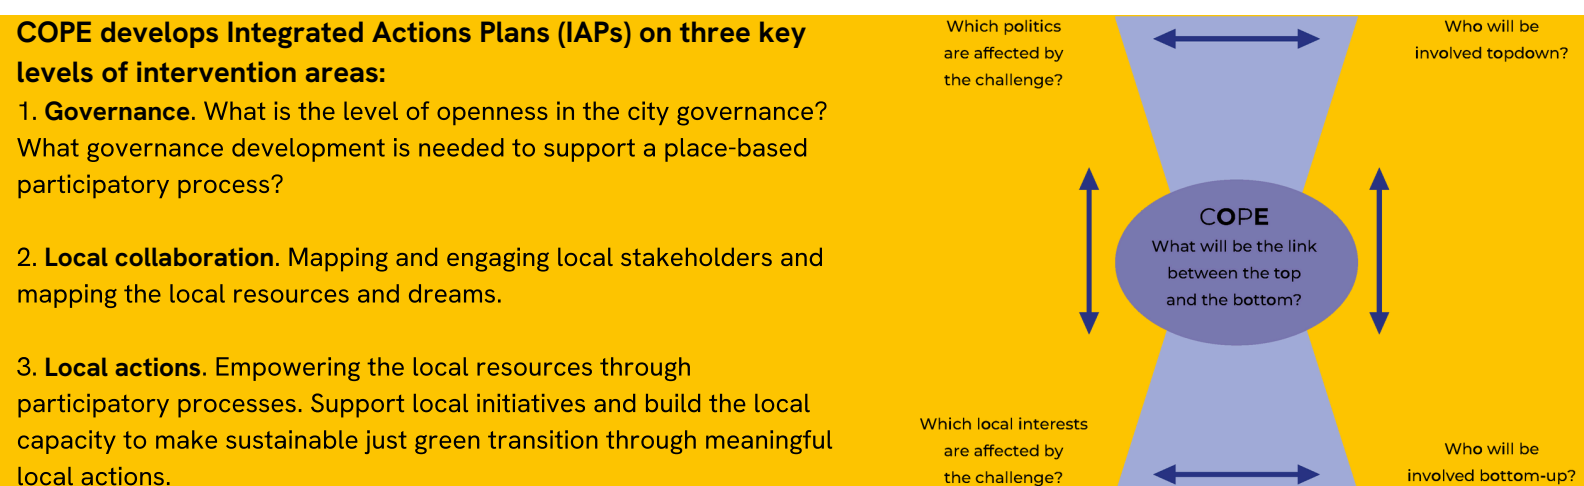 COPE develops Integrated Actions Plans (IAPs) on three key
levels of intervention areas:
1. Governance. What is the level of openness in the city governance?
What governance development is needed to support a place-based
participatory process?
2. Local collaboration. Mapping and engaging local stakeholders and
mapping the local resources and dreams.
3. Local actions. Empowering the local resources through
participatory processes. Support local initiatives and build the local
capacity to make sustainable just green transition through meaningful
local actions.
Which politics
are affected by
the challenge?
Who will be
involved topdown?
COPE
What will be the link
between the top
and the bottom?
Which local interests
are affected by
the challenge?
Who will be
involved bottom-up?